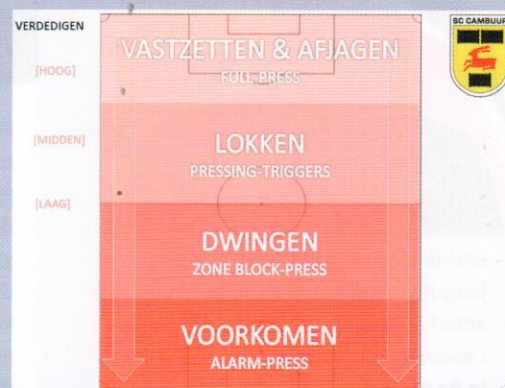 VERDEDIGEN
SC CAMBUUR
VASTZETTEN & AFJAGEN
FULL-PRESS
[HOOG]
LOKKEN
PRESSING-TRIGGERS
[MIDDEN]
[LAAG]
DWINGEN
ZONE BLOCK-PRESS
VOORKOMEN
ALARM-PRESS